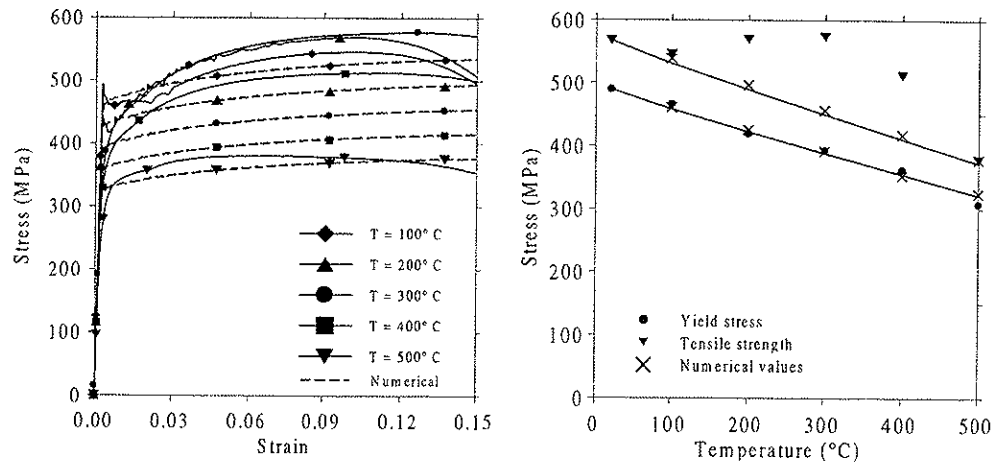 600
500
400
300
200
100
0
Stress (MPa)
T = 100° C
T = 200° C
T = 300° C
T = 400° C
T = 500° C
Numerical
0.00 0.03 0.06 0.09 0.12 0.15
Strain
600
500
400
300
200
100
0
Stress (MPa)
Yield stress
Tensile strength
Numerical values
0 100 200 300 400 500
Temperature (°C)